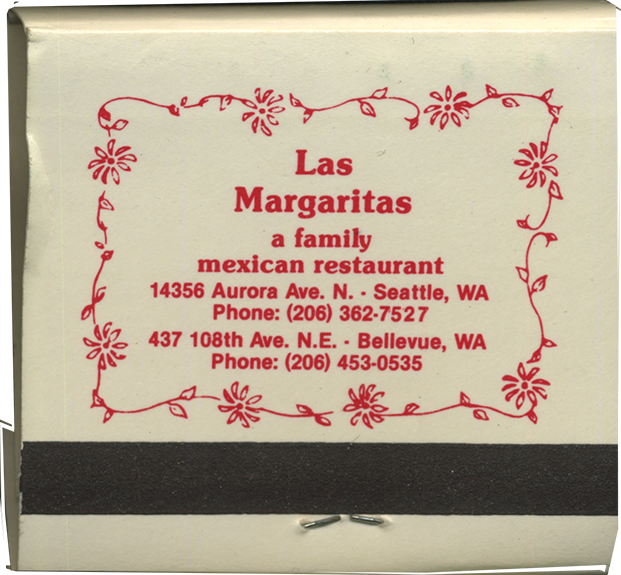 Las
Margaritas
a family
mexican restaurant
14356 Aurora Ave. N. · Seattle, WA
Phone: (206) 362-7527
437 108th Ave. N.E. · Bellevue, WA
Phone: (206) 453-0535